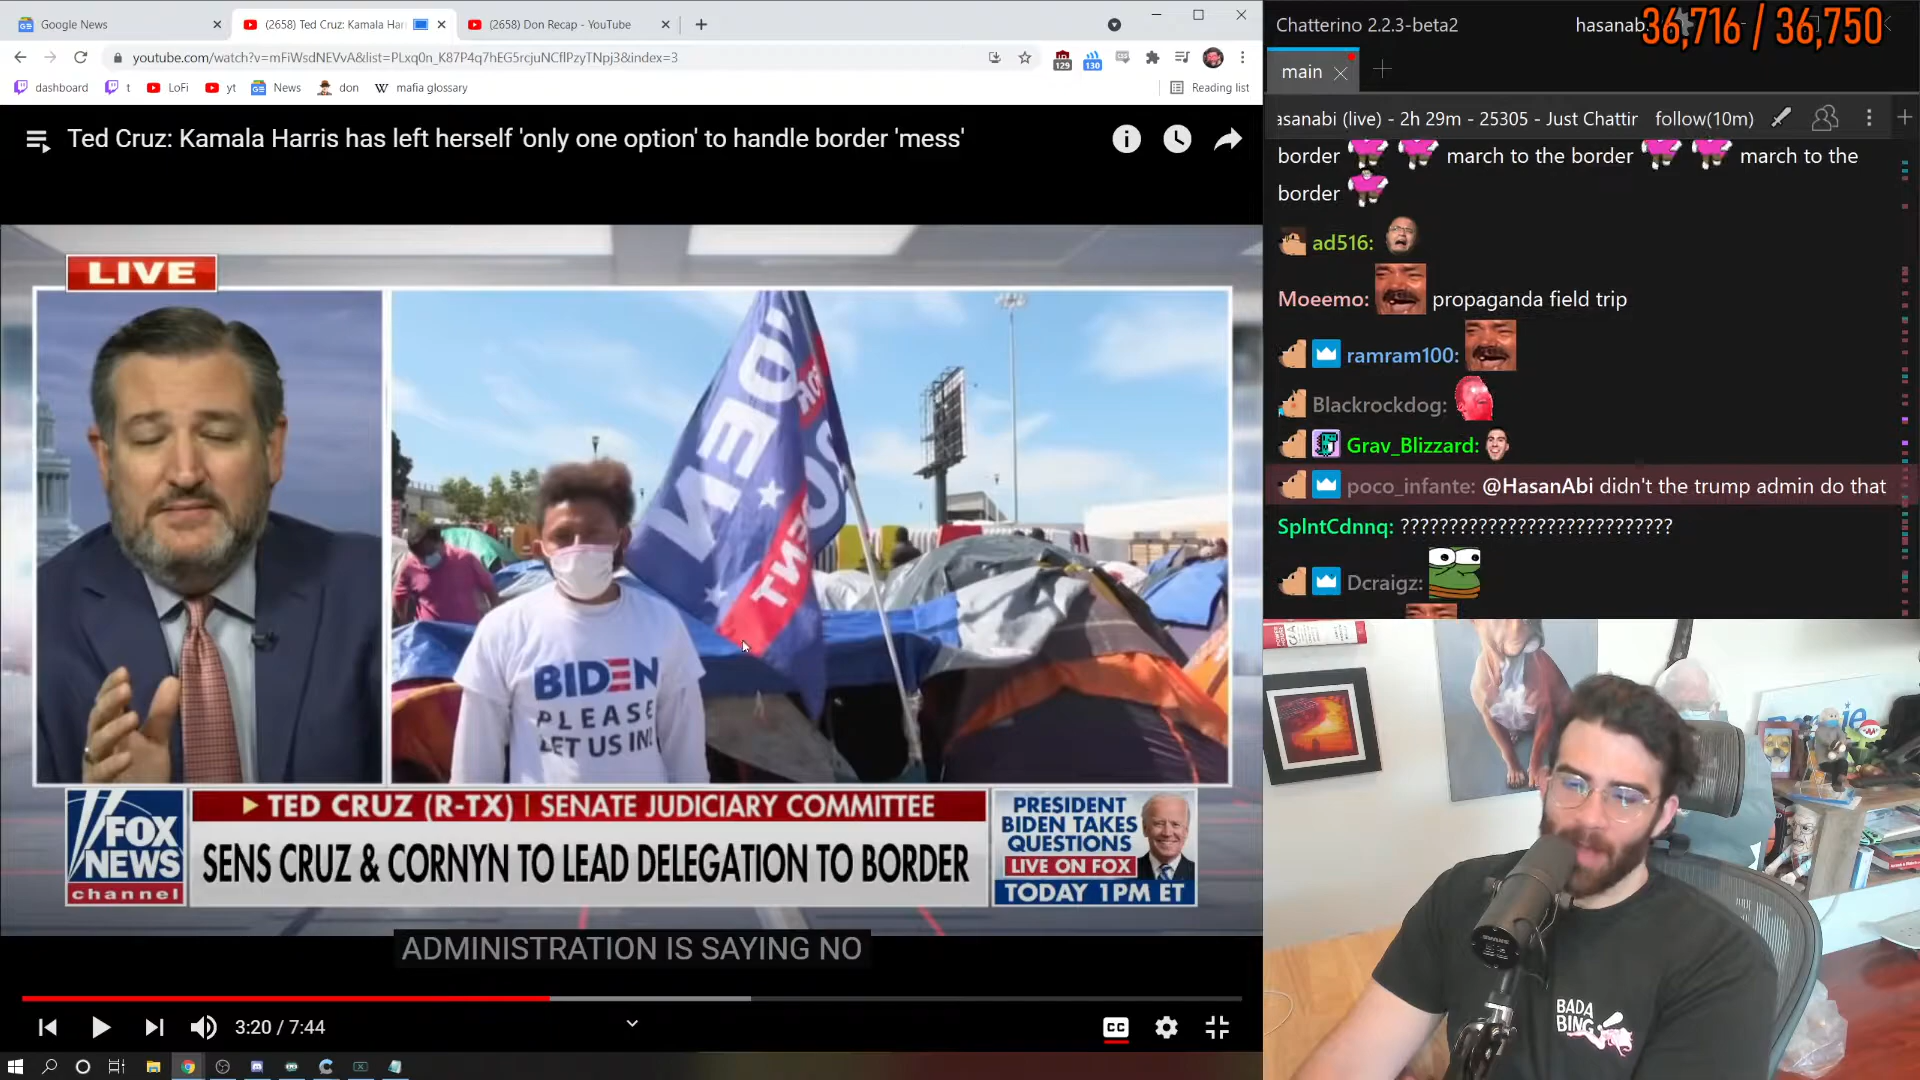 Google News
(2658) Ted Cruz: Kamala Har
(2658) Don Recap - YouTube
youtube.com/watch?v=mFiWsdNEVvA&list=PLxq0n_K87P4q7hEG5rcjuNCflPzyTNpj3&index=3
129
130
dashboard
t
LoFi
yt
News
don
mafia glossary
Reading list
Ted Cruz: Kamala Harris has left herself 'only one option' to handle border 'mess'
LIVE
BIDEN
PLEASE
LET US IN!
FOX
NEWS
channel
TED CRUZ (R-TX) | SENATE JUDICIARY COMMITTEE
SENS CRUZ & CORNYN TO LEAD DELEGATION TO BORDER
PRESIDENT
BIDEN TAKES
QUESTIONS
LIVE ON FOX
TODAY 1PM ET
ADMINISTRATION IS SAYING NO
3:20 / 7:44
CC
Chatterino 2.2.3-beta2
hasanab
36,716 / 36,750
main
asanabi (live) - 2h 29m - 25305 - Just Chattir
follow(10m)
border march to the border march to the
border
ad516:
Moeemo: propaganda field trip
ramram100:
Blackrockdog:
Grav_Blizzard:
poco_infante: @HasanAbi didn't the trump admin do that
SplntCdnnq: ????????????????????????????
Dcraigz:
BADA
BING